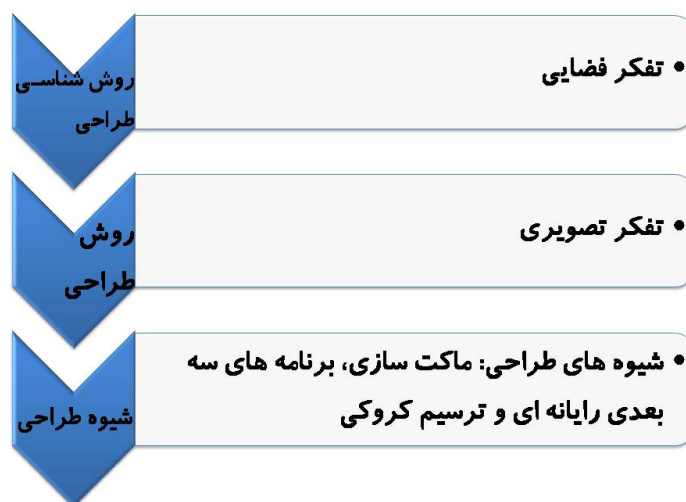 روش شناسی
طراحی
• تفکر فضایی
روش
طراحی
• تفکر تصویری
شیوه طراحی
• شیوه های طراحی: ماکت سازی، برنامه های سه
بعدی رایانه ای و ترسیم کروکی